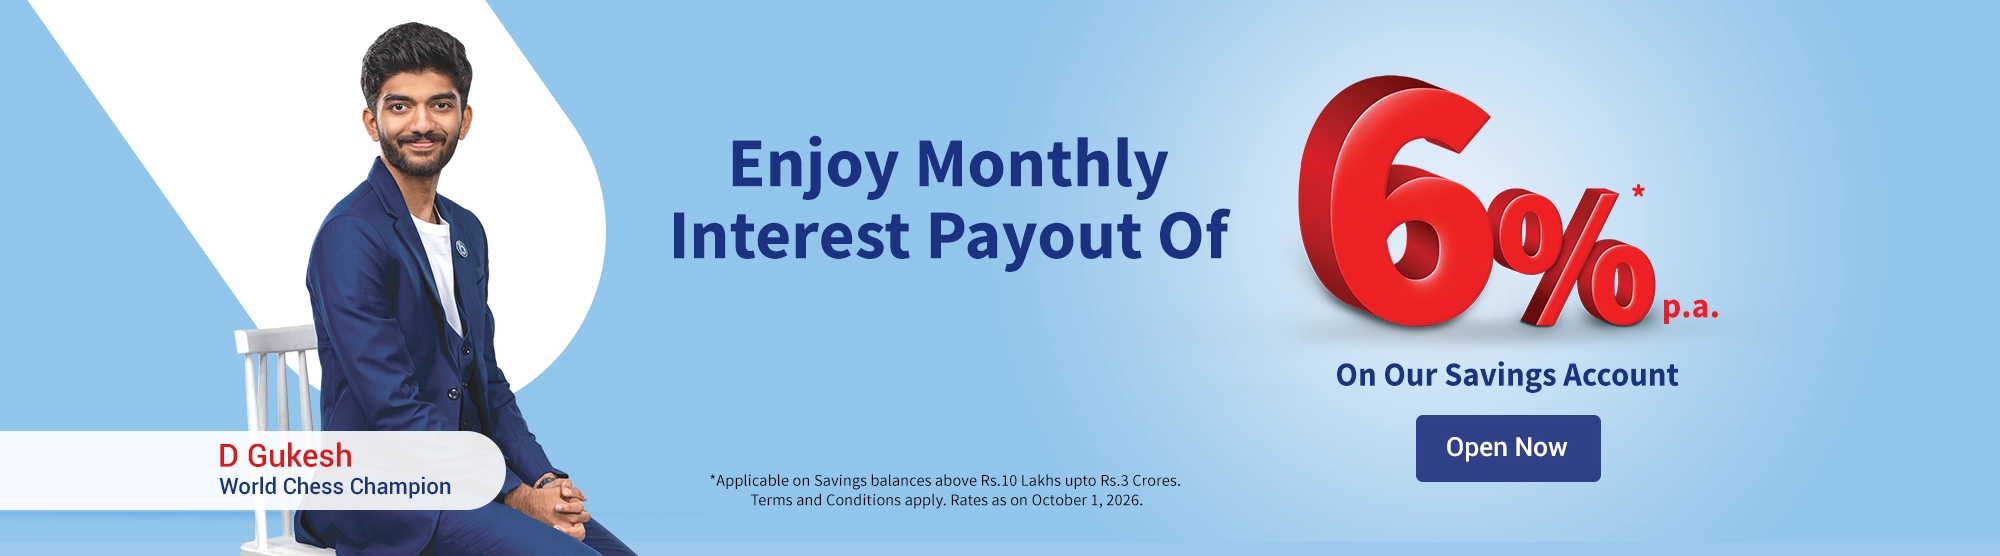 Enjoy Monthly
Interest Payout Of
6%*
p.a.
On Our Savings Account
Open Now
D Gukesh
World Chess Champion
*Applicable on Savings balances above Rs.10 Lakhs upto Rs.3 Crores.
Terms and Conditions apply. Rates as on October 1, 2026.